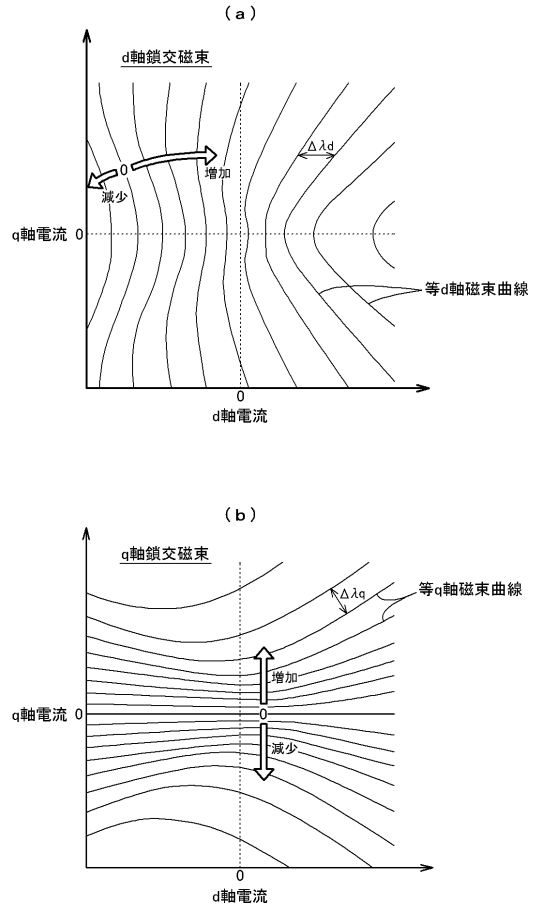 (a)
d軸鎖交磁束
Δλd
0
増加
減少
q軸電流 0
等d軸磁束曲線
0
d軸電流
(b)
q軸鎖交磁束
Δλq
等q軸磁束曲線
増加
q軸電流 0
0
減少
0
d軸電流